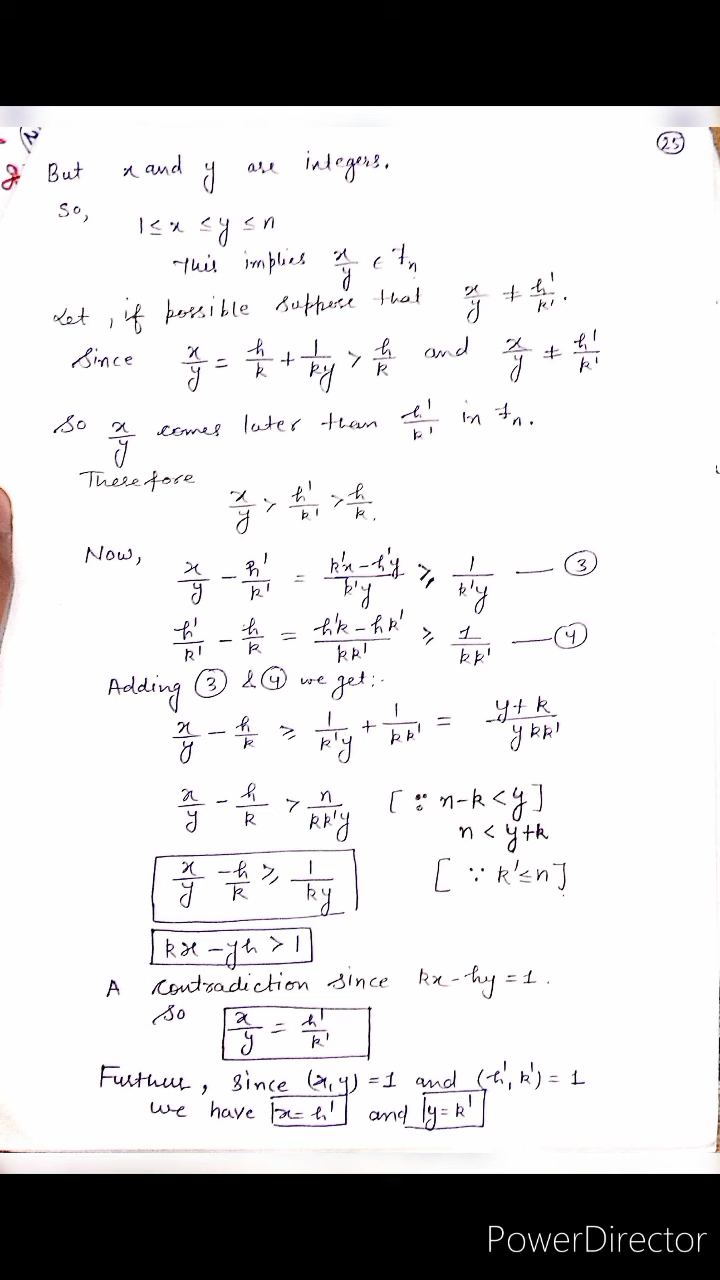 25
g. But x and y are integers.
So, 1 ≤ x ≤ y ≤ n
This implies x/y ∈ Fn
Let, if possible suppose that x/y ≠ h'/k'.
Since x/y = h/k + 1/ky > h/k and x/y ≠ h'/k'
So x/y comes later than h'/k' in Fn.
Therefore
x/y > h'/k' > h/k.
Now, x/y - h'/k' = k'x - h'y/k'y ≥ 1/k'y — 3
h'/k' - h/k = h'k - hk'/kk' ≥ 1/kk' — 4
Adding 3 & 4 we get:-
x/y - h/k ≥ 1/k'y + 1/kk' = y + k/ykk'
x/y - h/k > n/kk'y [∵ n-k < y]
n < y+k
x/y - h/k ≥ 1/ky [∵ k' ≤ n]
kx - yh > 1
A contradiction since kx - hy = 1.
So x/y = h'/k'
Further, since (x, y) = 1 and (h', k') = 1
we have x = h' and y = k'
PowerDirector